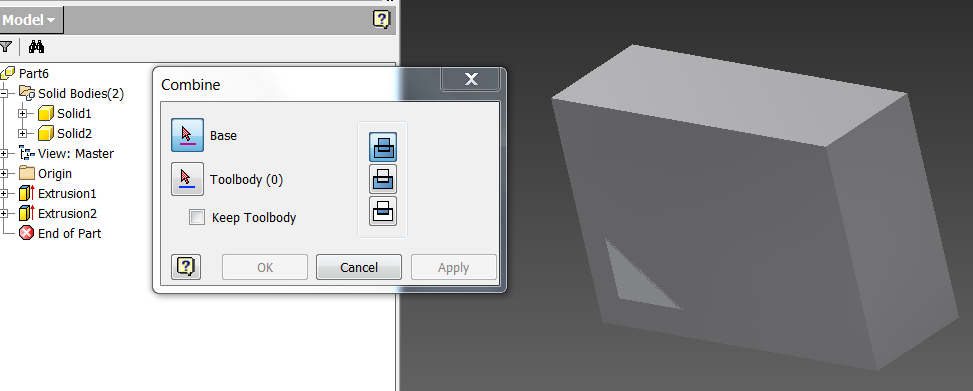 Model
Part6
Solid Bodies(2)
Solid1
Solid2
View: Master
Origin
Extrusion1
Extrusion2
End of Part
Combine
Base
Toolbody (0)
Keep Toolbody
OK
Cancel
Apply